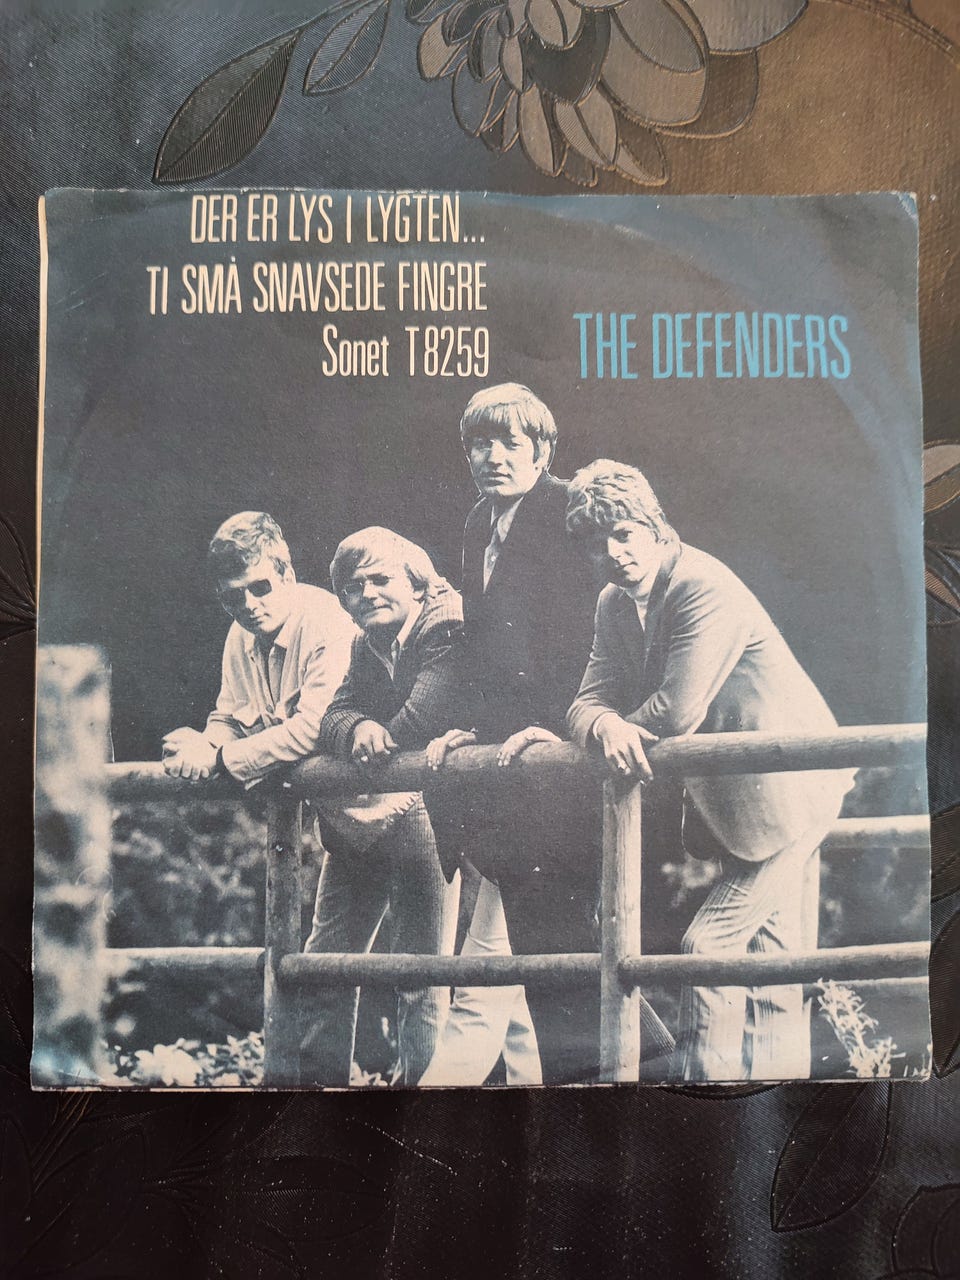 DER ER LYS I LYGTEN...
TI SMÅ SNAVSEDE FINGRE
Sonet T8259
THE DEFENDERS